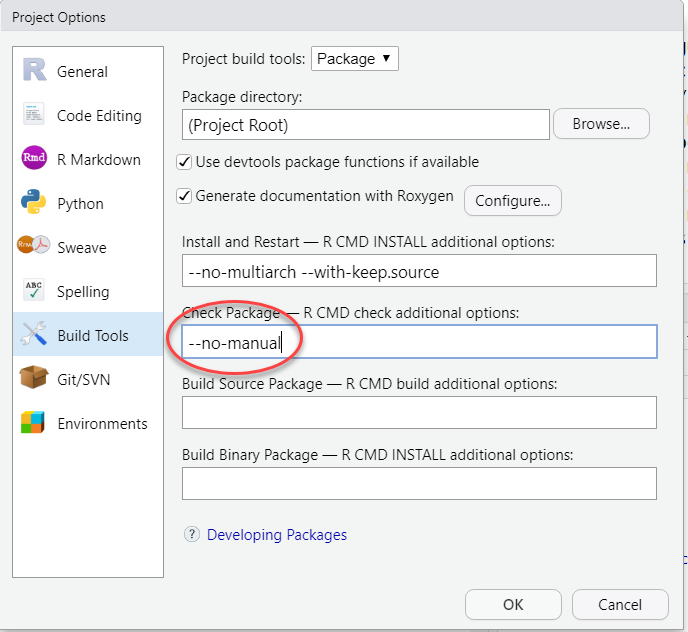 Project Options
General
Code Editing
Rmd R Markdown
Python
Sweave
ABC Spelling
Build Tools
Git/SVN
Environments
Project build tools: Package
Package directory:
(Project Root) Browse...
Use devtools package functions if available
Generate documentation with Roxygen Configure...
Install and Restart — R CMD INSTALL additional options:
--no-multiarch --with-keep.source
Check Package — R CMD check additional options:
--no-manual
Build Source Package — R CMD build additional options:
Build Binary Package — R CMD INSTALL additional options:
? Developing Packages
OK Cancel